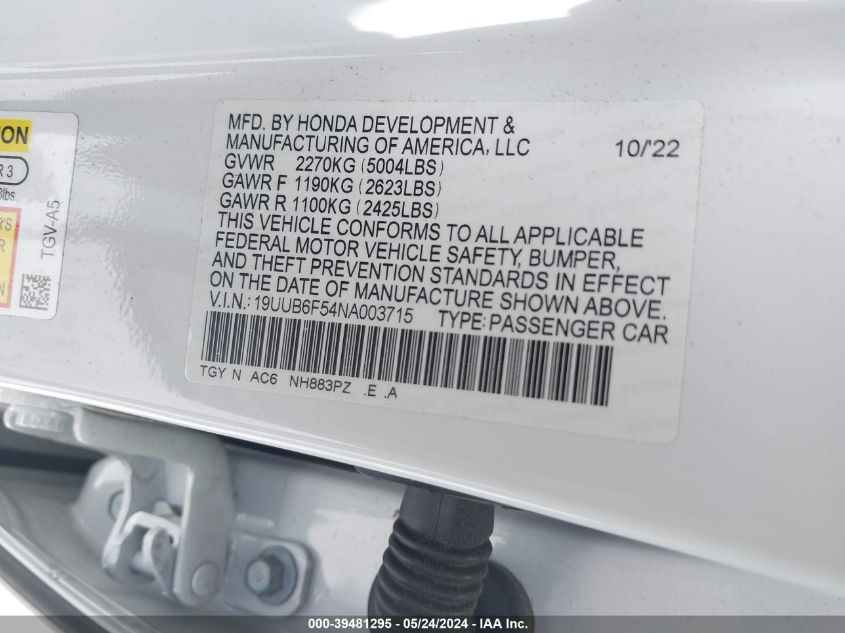 ION
R 3
8lbs.
R'S
R
N
TGV-A5
MFD. BY HONDA DEVELOPMENT &
MANUFACTURING OF AMERICA, LLC 10/'22
GVWR 2270KG (5004LBS)
GAWR F 1190KG (2623LBS)
GAWR R 1100KG (2425LBS)
THIS VEHICLE CONFORMS TO ALL APPLICABLE
FEDERAL MOTOR VEHICLE SAFETY, BUMPER,
AND THEFT PREVENTION STANDARDS IN EFFECT
ON THE DATE OF MANUFACTURE SHOWN ABOVE.
V.I.N.: 19UUB6F54NA003715 TYPE: PASSENGER CAR
TGY N AC6 NH883PZ .E .A
000-39481295 - 05/24/2024 - IAA Inc.